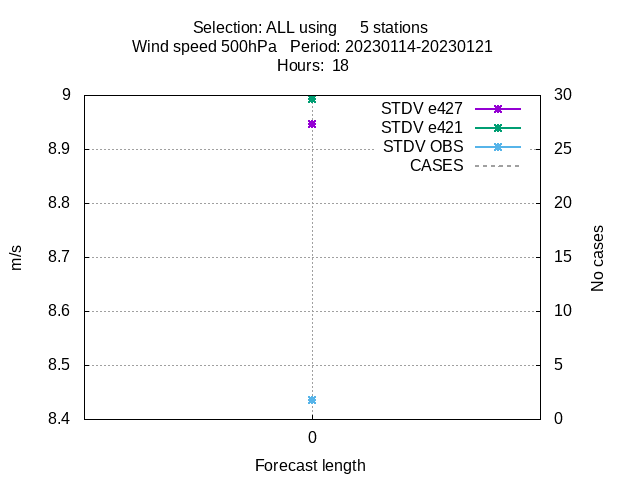 Selection: ALL using     5 stations
Wind speed 500hPa   Period: 20230114-20230121
Hours:  18
9
8.9
8.8
8.7
8.6
8.5
8.4
m/s
STDV e427
STDV e421
STDV OBS
CASES
30
25
20
15
10
5
0
No cases
0
Forecast length